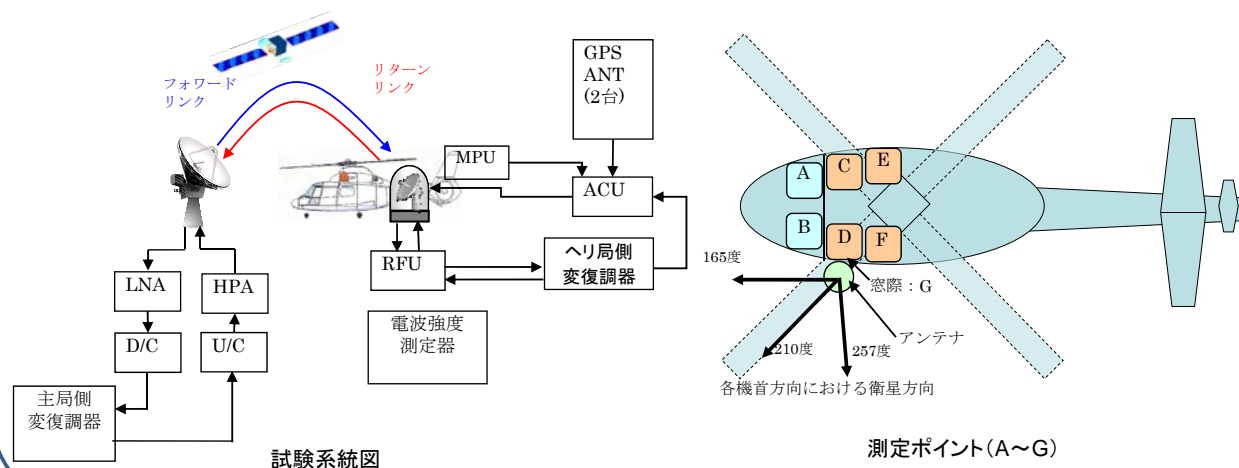 フォワード
リンク
リターン
リンク
GPS
ANT
(2台)
MPU
ACU
RFU
ヘリ局側
変復調器
LNA
HPA
D/C
U/C
電波強度
測定器
主局側
変復調器
試験系統図
A
C
E
B
D
F
165度
窓際：G
アンテナ
210度
257度
各機首方向における衛星方向
測定ポイント(A～G)